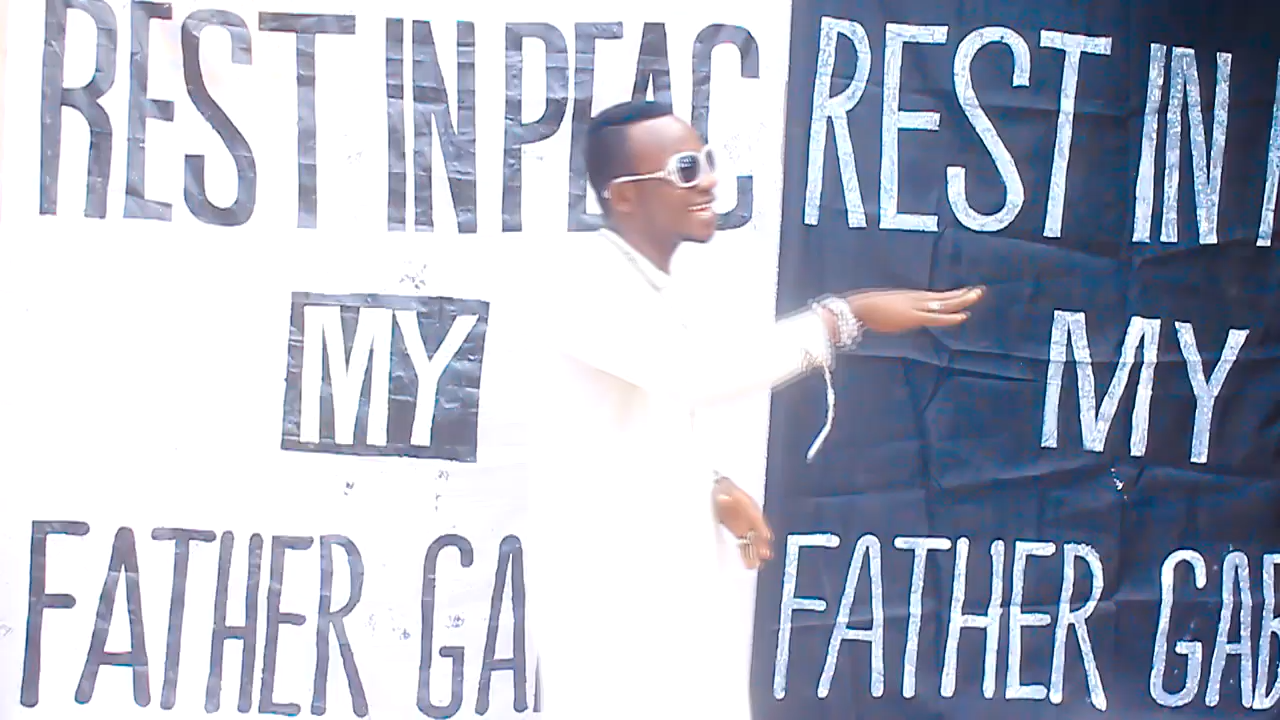 REST IN PEAC
MY
FATHER GA
REST IN
MY
FATHER GAB